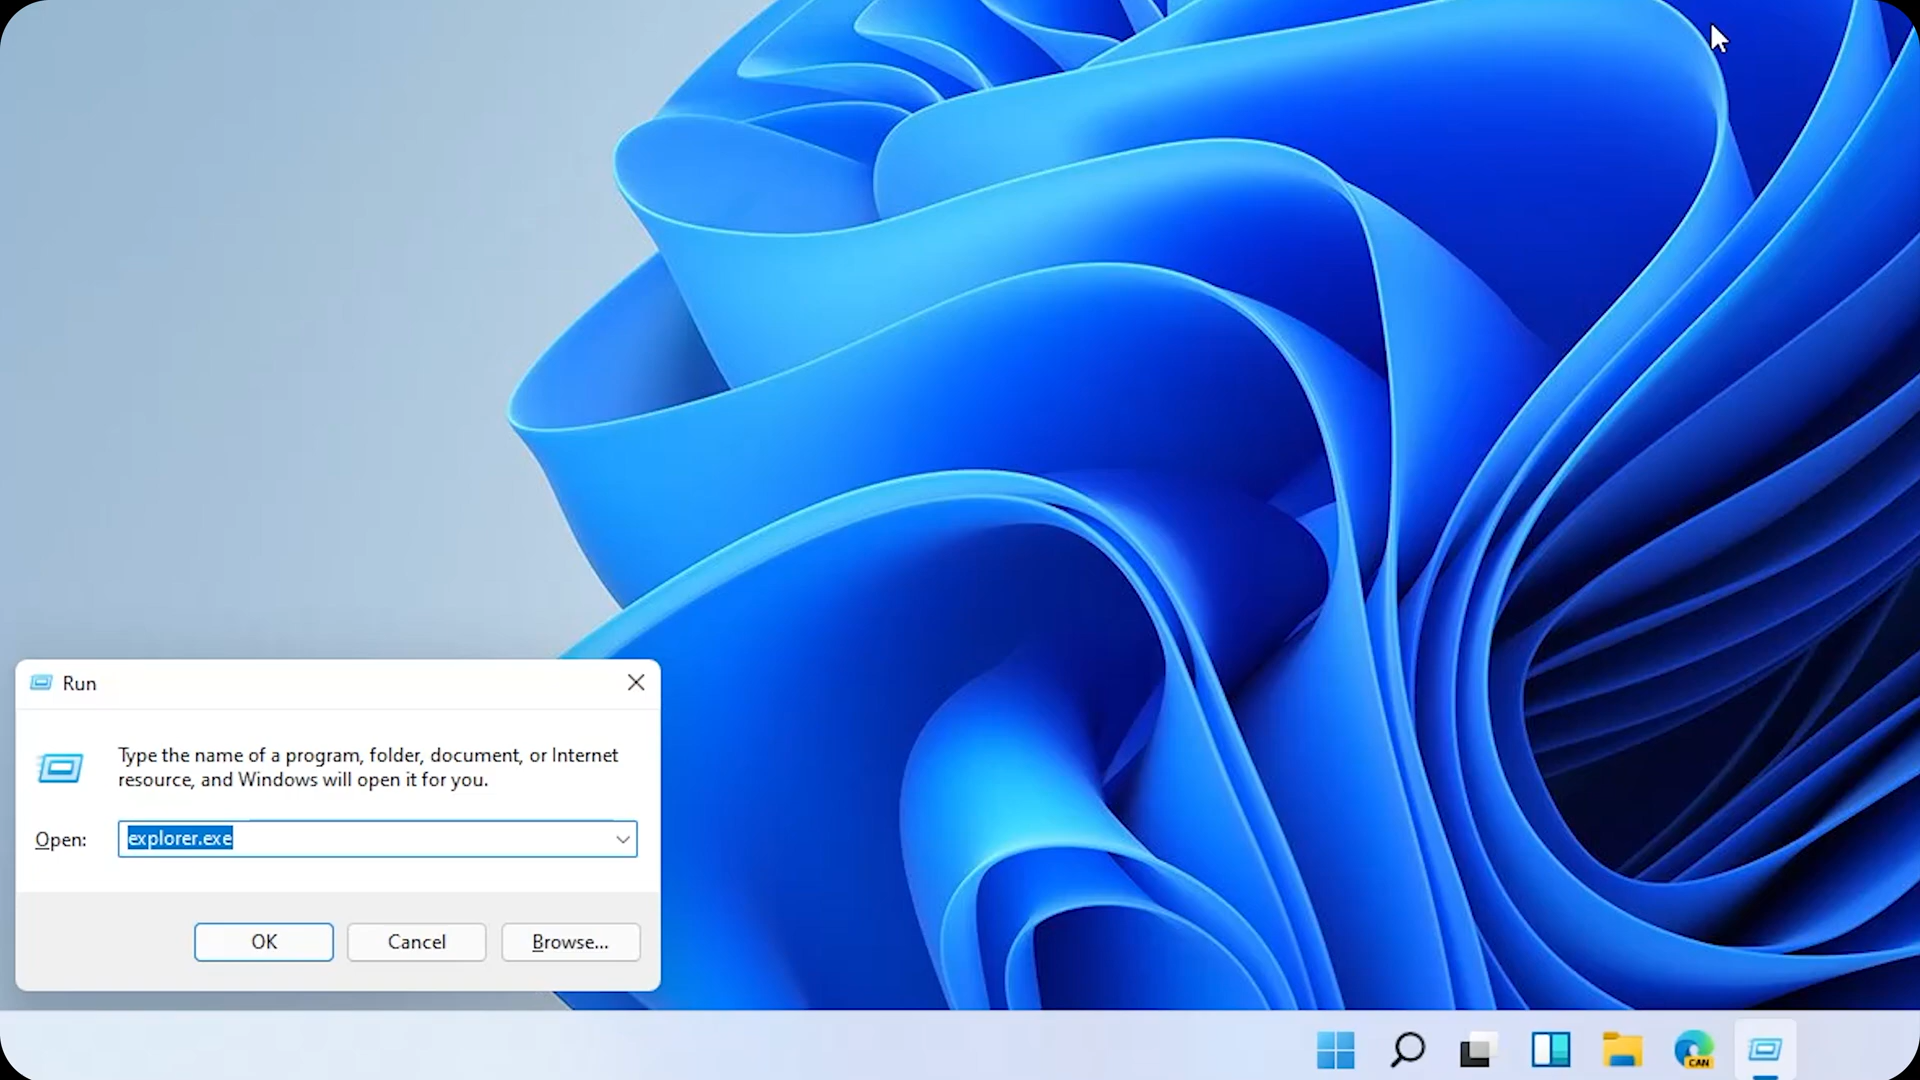 Run
Type the name of a program, folder, document, or Internet
resource, and Windows will open it for you.
Open:
explorer.exe
OK
Cancel
Browse...
CAN